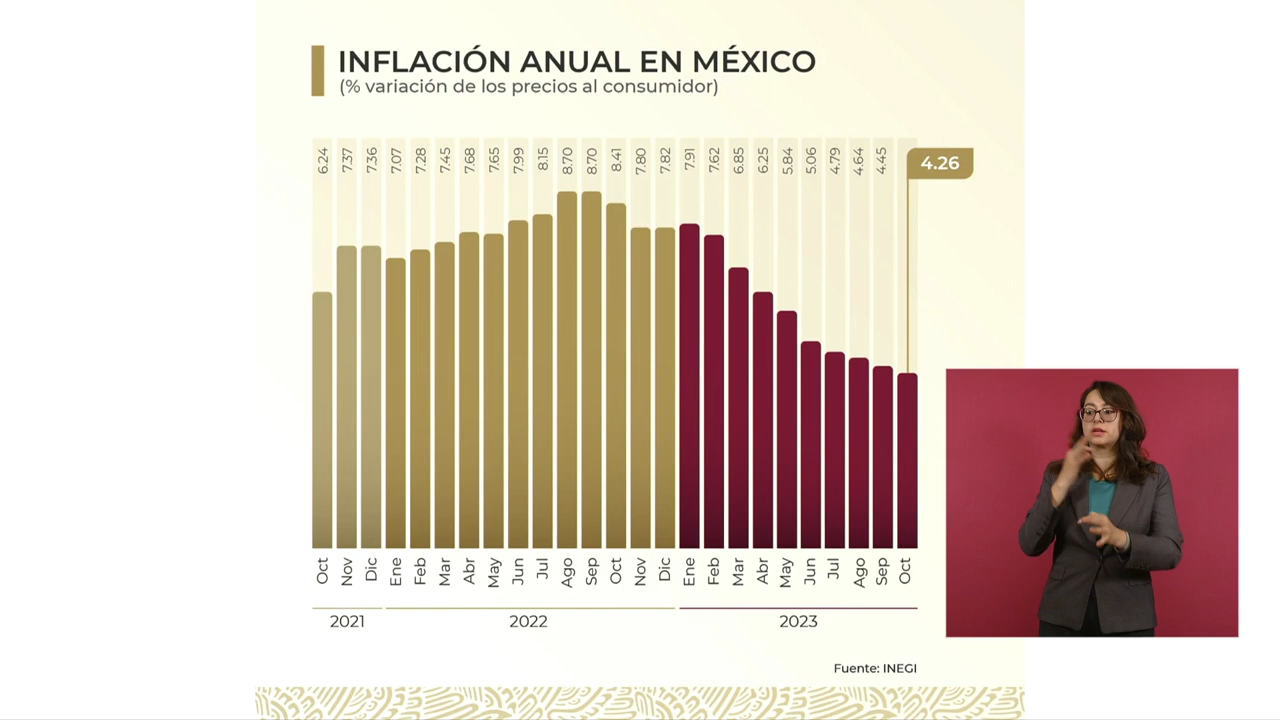 INFLACIÓN ANUAL EN MÉXICO
(% variación de los precios al consumidor)
6.24 7.37 7.36 7.07 7.28 7.45 7.68 7.65 7.99 8.15 8.70 8.70 8.41 7.80 7.82 7.91 7.62 6.85 6.25 5.84 5.06 4.79 4.64 4.45 4.26
Oct Nov Dic Ene Feb Mar Abr May Jun Jul Ago Sep Oct Nov Dic Ene Feb Mar Abr May Jun Jul Ago Sep Oct
2021 2022 2023
Fuente: INEGI